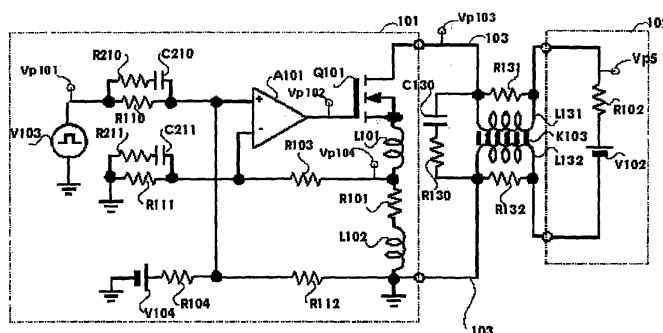 101
Vp103
103
102
R210
C210
Vp101
A101
Q101
Vp5
C130
R131
Vp102
R110
R211
C211
L101
L131
R102
K103
V103
R103
Vp104
L132
V102
R111
R101
R130
R132
L102
V104
R104
R112
103
+
-